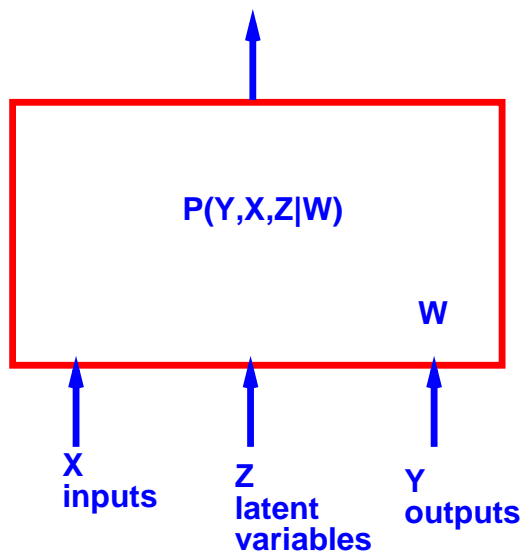 P(Y,X,Z|W)
W
X
inputs
Z
latent
variables
Y
outputs